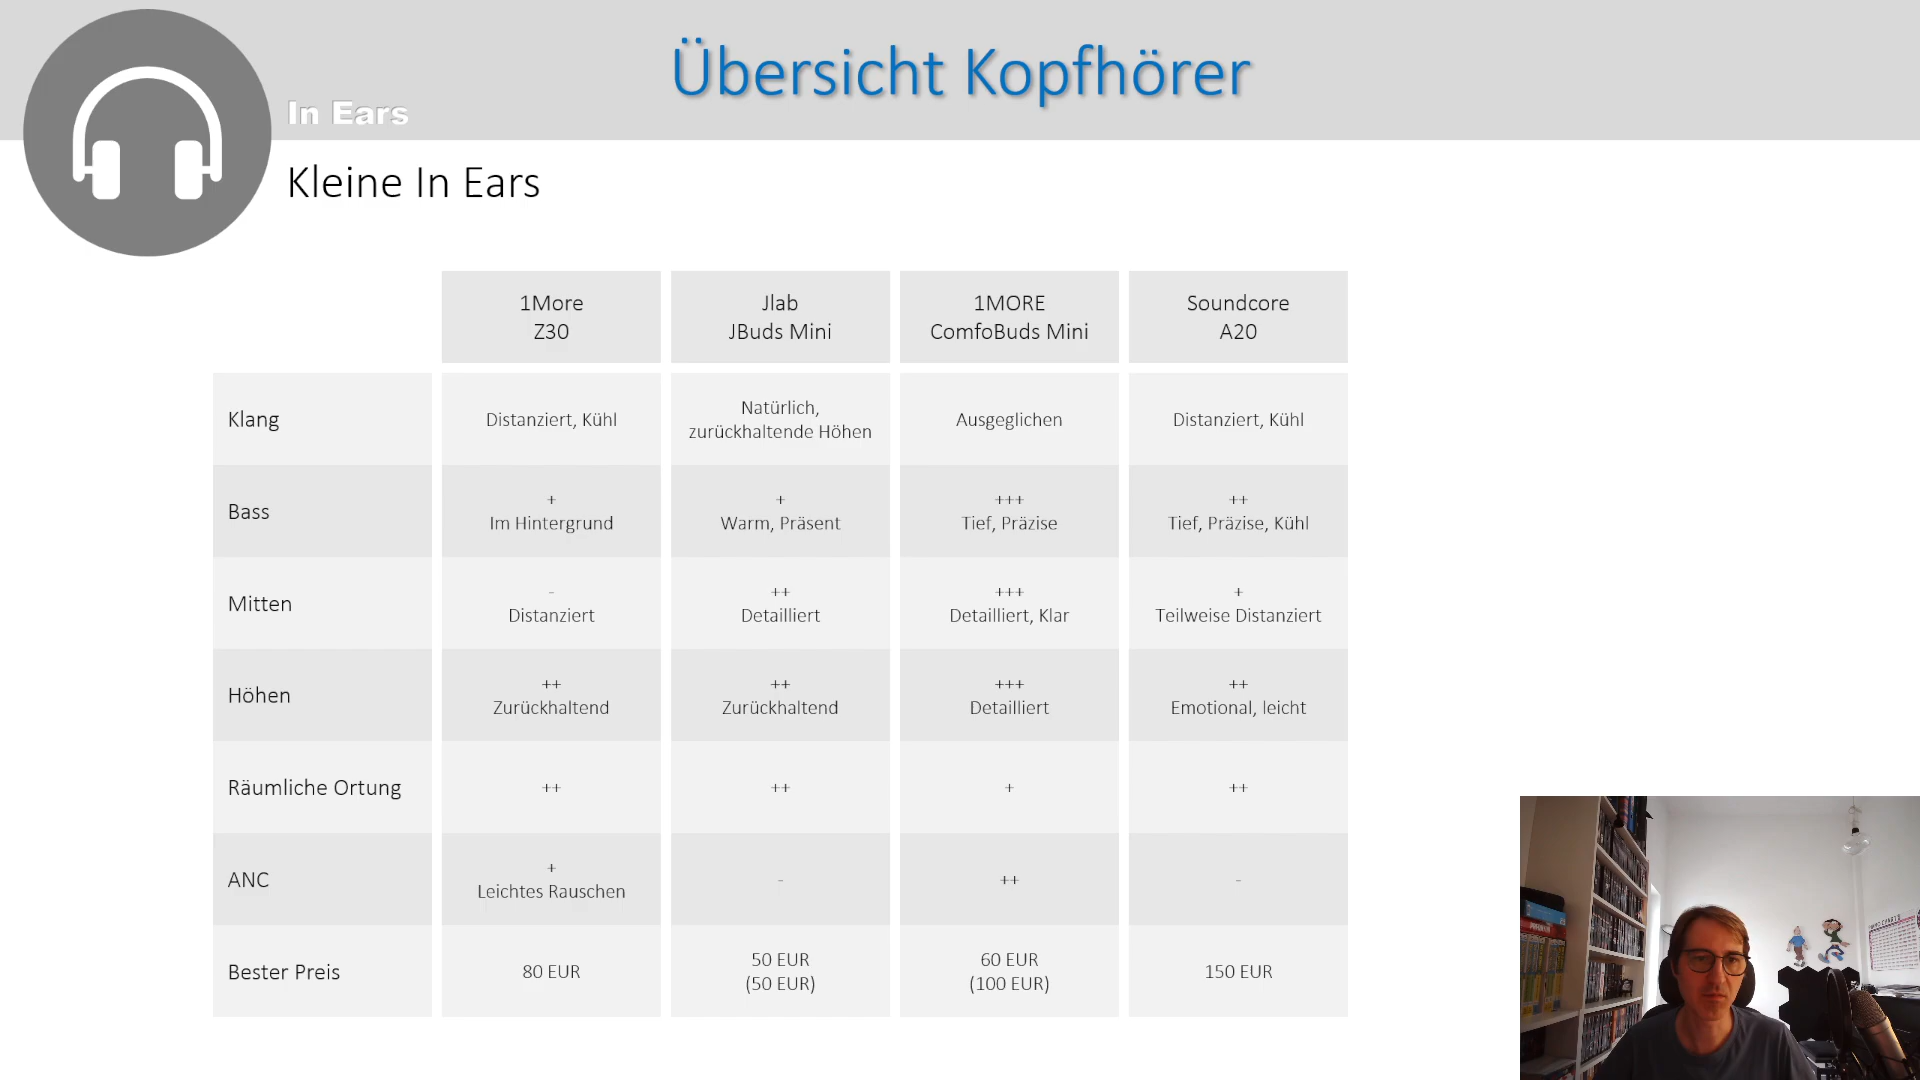 Übersicht Kopfhörer
In Ears
Kleine In Ears
1More
Z30
Jlab
JBuds Mini
1MORE
ComfoBuds Mini
Soundcore
A20
Klang
Distanziert, Kühl
Natürlich,
zurückhaltende Höhen
Ausgeglichen
Distanziert, Kühl
Bass
+
Im Hintergrund
+
Warm, Präsent
+++
Tief, Präzise
++
Tief, Präzise, Kühl
Mitten
-
Distanziert
++
Detailliert
+++
Detailliert, Klar
+
Teilweise Distanziert
Höhen
++
Zurückhaltend
++
Zurückhaltend
+++
Detailliert
++
Emotional, leicht
Räumliche Ortung
++
++
+
++
ANC
+
Leichtes Rauschen
-
++
-
Bester Preis
80 EUR
50 EUR
(50 EUR)
60 EUR
(100 EUR)
150 EUR